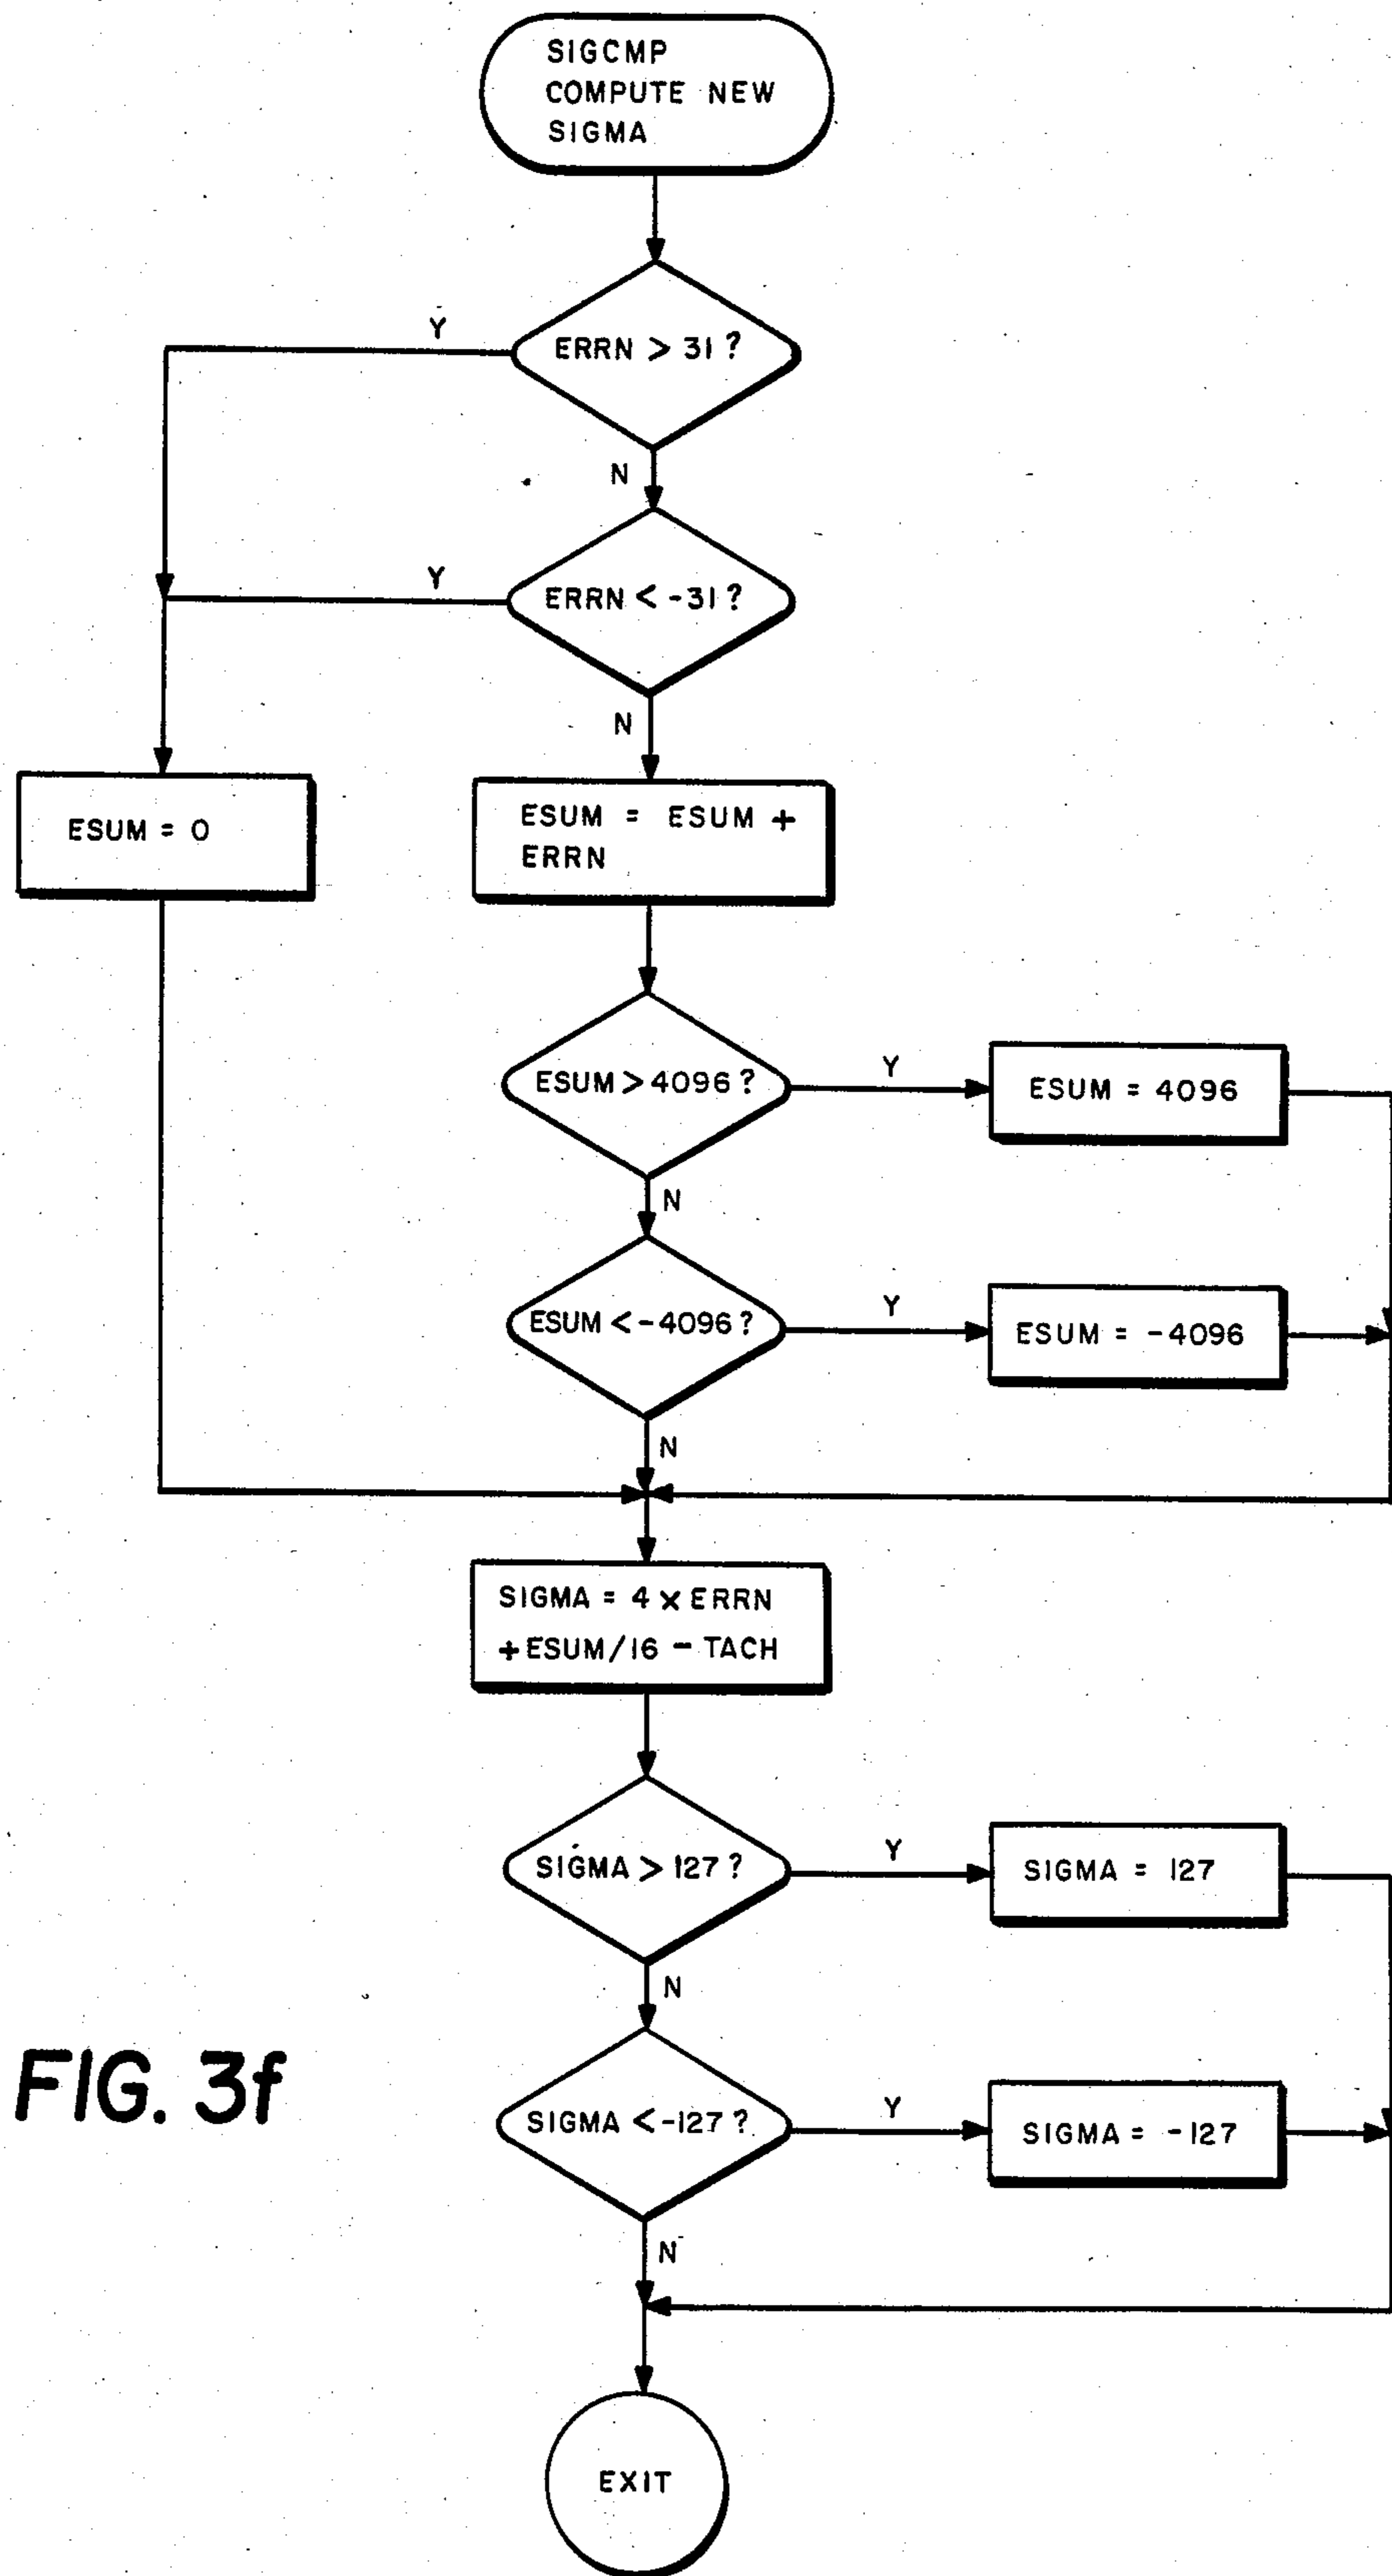 SIGCMP
COMPUTE NEW
SIGMA
ERRN > 31 ?
Y
N
ERRN < -31 ?
Y
N
ESUM = 0
ESUM = ESUM +
ERRN
ESUM > 4096 ?
Y
ESUM = 4096
N
ESUM < -4096 ?
Y
ESUM = -4096
N
SIGMA = 4 x ERRN
+ ESUM/16 - TACH
SIGMA > 127 ?
Y
SIGMA = 127
N
SIGMA < -127 ?
Y
SIGMA = -127
N
FIG. 3f
EXIT